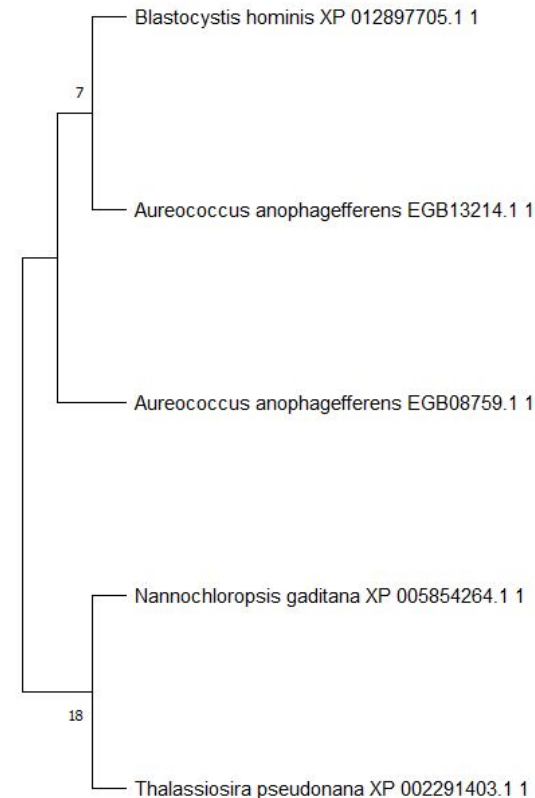 Blastocystis hominis XP 012897705.1 1
7
Aureococcus anophagefferens EGB13214.1 1
Aureococcus anophagefferens EGB08759.1 1
Nannochloropsis gaditana XP 005854264.1 1
18
Thalassiosira pseudonana XP 002291403.1 1